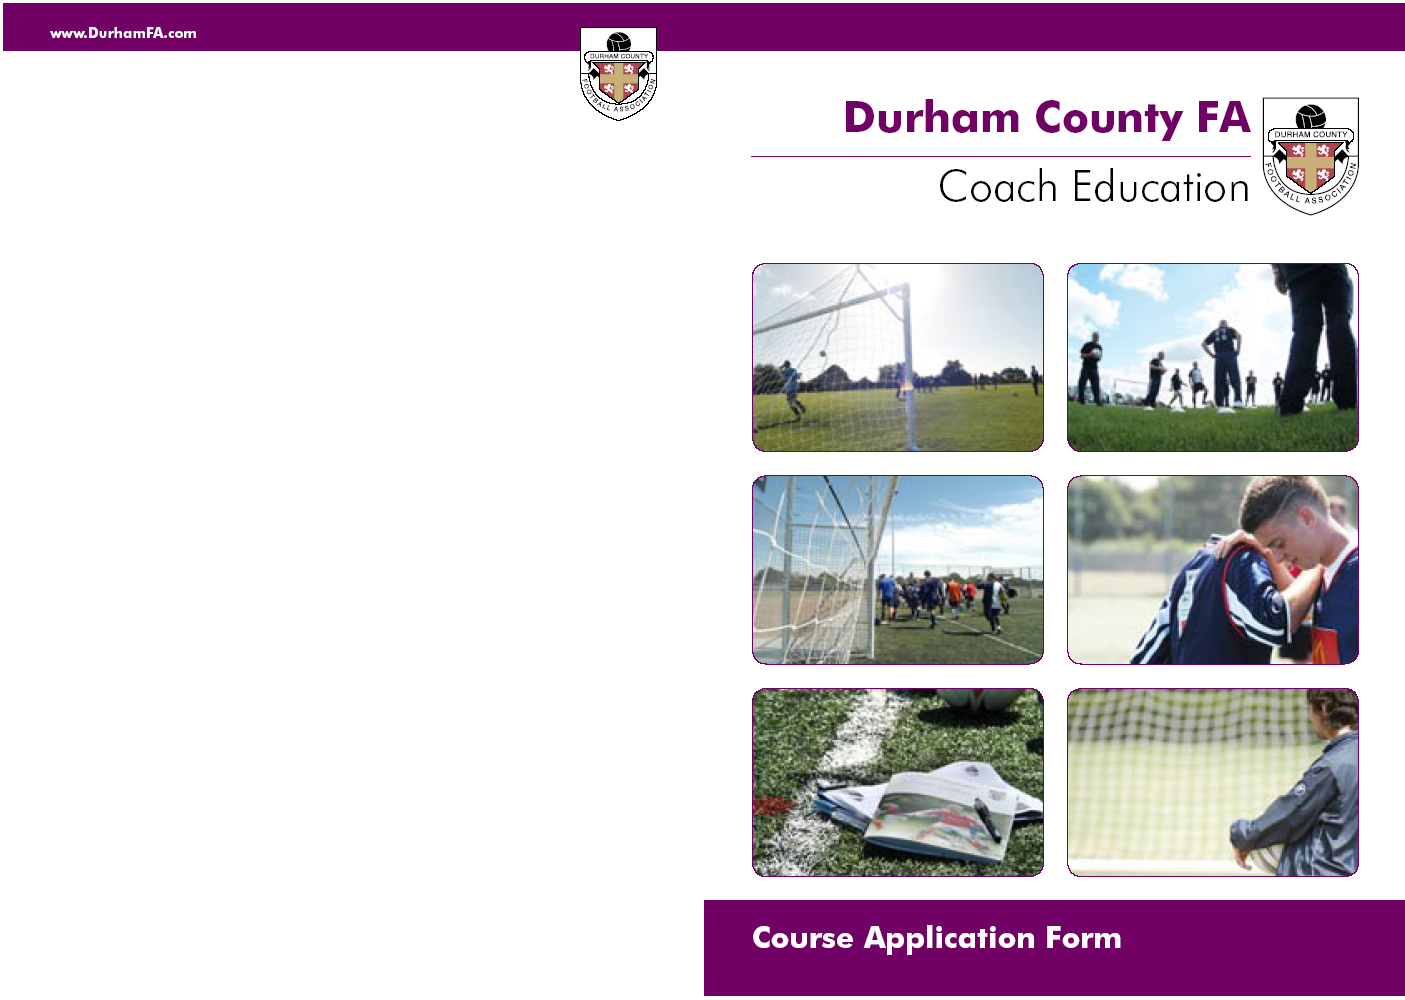 www.DurhamFA.com
DURHAM COUNTY
FOOTBALL ASSOCIATION
Durham County FA
Coach Education
DURHAM COUNTY
FOOTBALL ASSOCIATION
Course Application Form